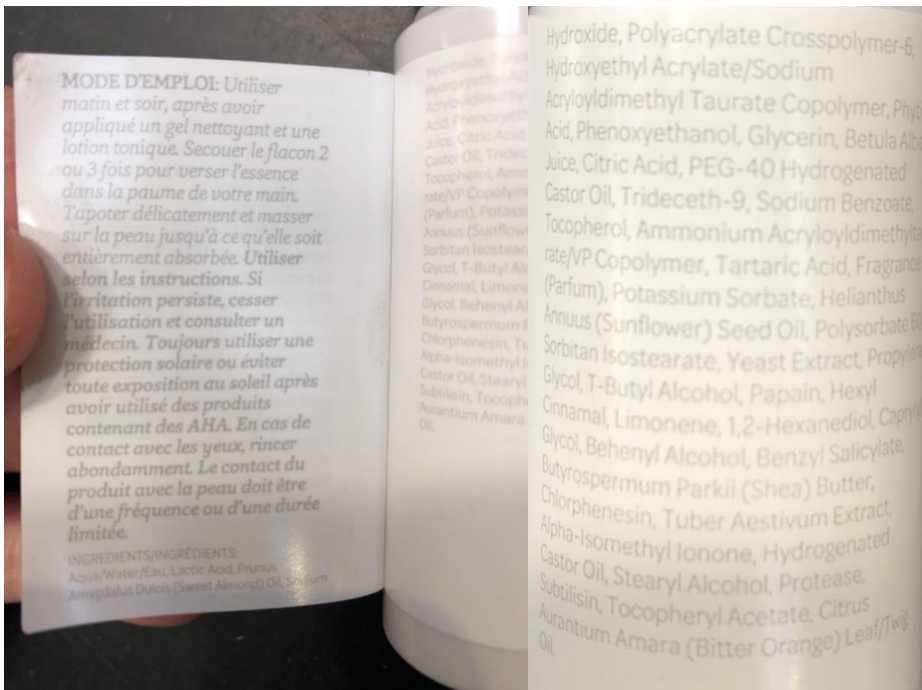 MODE D'EMPLOI: Utiliser
matin et soir, après avoir
appliqué un gel nettoyant et une
lotion tonique. Secouer le flacon 2
ou 3 fois pour verser l'essence
dans la paume de votre main.
Tapoter délicatement et masser
sur la peau jusqu'à ce qu'elle soit
entièrement absorbée. Utiliser
selon les instructions. Si
l'irritation persiste, cesser
l'utilisation et consulter un
médecin. Toujours utiliser une
protection solaire ou éviter
toute exposition au soleil après
avoir utilisé des produits
contenant des AHA. En cas de
contact avec les yeux, rincer
abondamment. Le contact du
produit avec la peau doit être
d'une fréquence ou d'une durée
limitée.
INGREDIENTS/INGRÉDIENTS:
Aqua/Water/Eau, Lactic Acid, Prunus
Amygdalus Dulcis (Sweet Almond) Oil, Sodium
Hydroxide, Polyacrylate Crosspolymer-6,
Hydroxyethyl Acrylate/Sodium
Acryloyldimethyl Taurate Copolymer, Phyt
Acid, Phenoxyethanol, Glycerin, Betula Alba
Juice, Citric Acid, PEG-40 Hydrogenated
Castor Oil, Trideceth-9, Sodium Benzoate,
Tocopherol, Ammonium Acryloyldimethylta
rate/VP Copolymer, Tartaric Acid, Fragrance
(Parfum), Potassium Sorbate, Helianthus
Annuus (Sunflower) Seed Oil, Polysorbate 60
Sorbitan Isostearate, Yeast Extract, Propylen
Glycol, T-Butyl Alcohol, Papain, Hexyl
Cinnamal, Limonene, 1,2-Hexanediol, Capryl
Glycol, Behenyl Alcohol, Benzyl Salicylate,
Butyrospermum Parkii (Shea) Butter,
Chlorphenesin, Tuber Aestivum Extract,
Alpha-Isomethyl Ionone, Hydrogenated
Castor Oil, Stearyl Alcohol, Protease,
Subtilisin, Tocopheryl Acetate, Citrus
Aurantium Amara (Bitter Orange) Leaf/Twig
Oil.